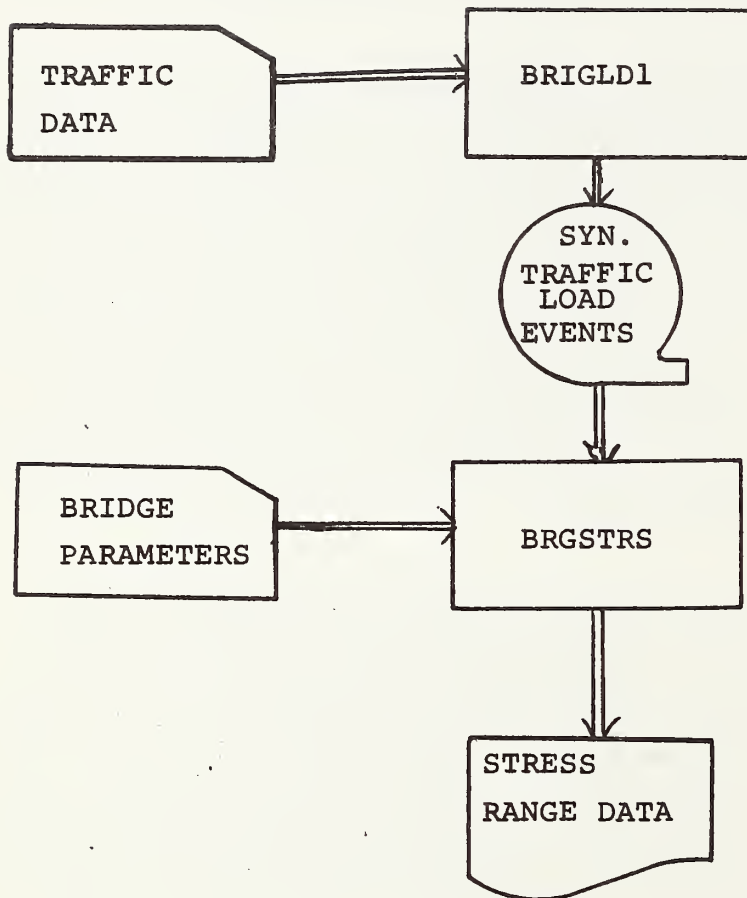 TRAFFIC
DATA
BRIGLD1
SYN.
TRAFFIC
LOAD
EVENTS
BRIDGE
PARAMETERS
BRGSTRS
STRESS
RANGE DATA